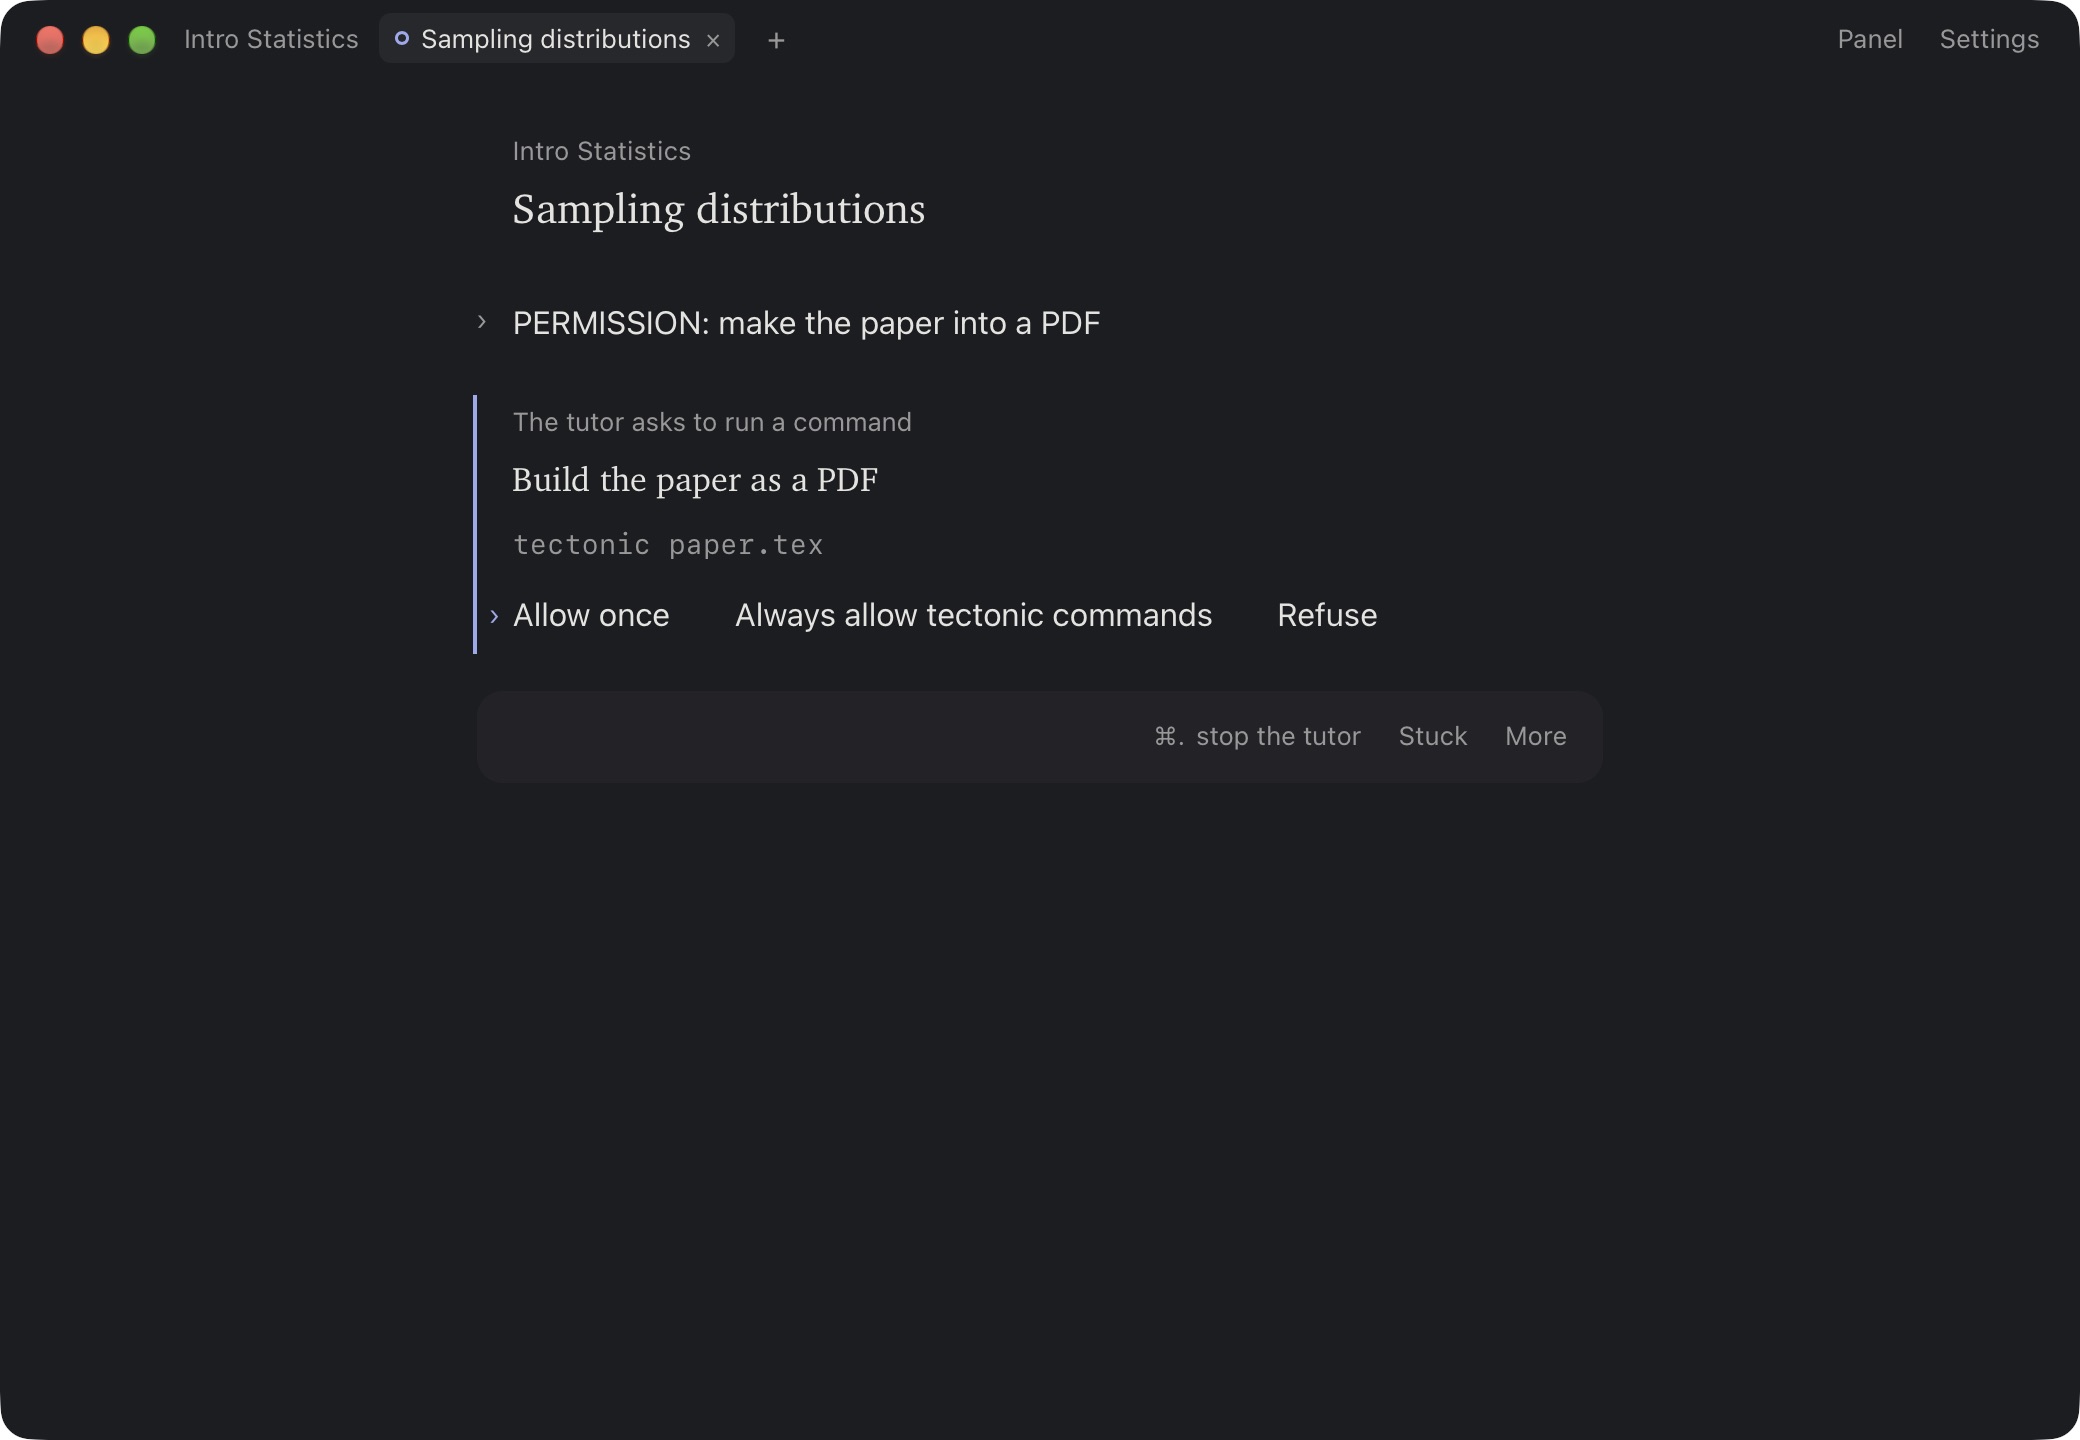 Intro Statistics
Sampling distributions ×
+
Panel
Settings
Intro Statistics
Sampling distributions
› PERMISSION: make the paper into a PDF
The tutor asks to run a command
Build the paper as a PDF
tectonic paper.tex
› Allow once Always allow tectonic commands Refuse
⌘. stop the tutor Stuck More